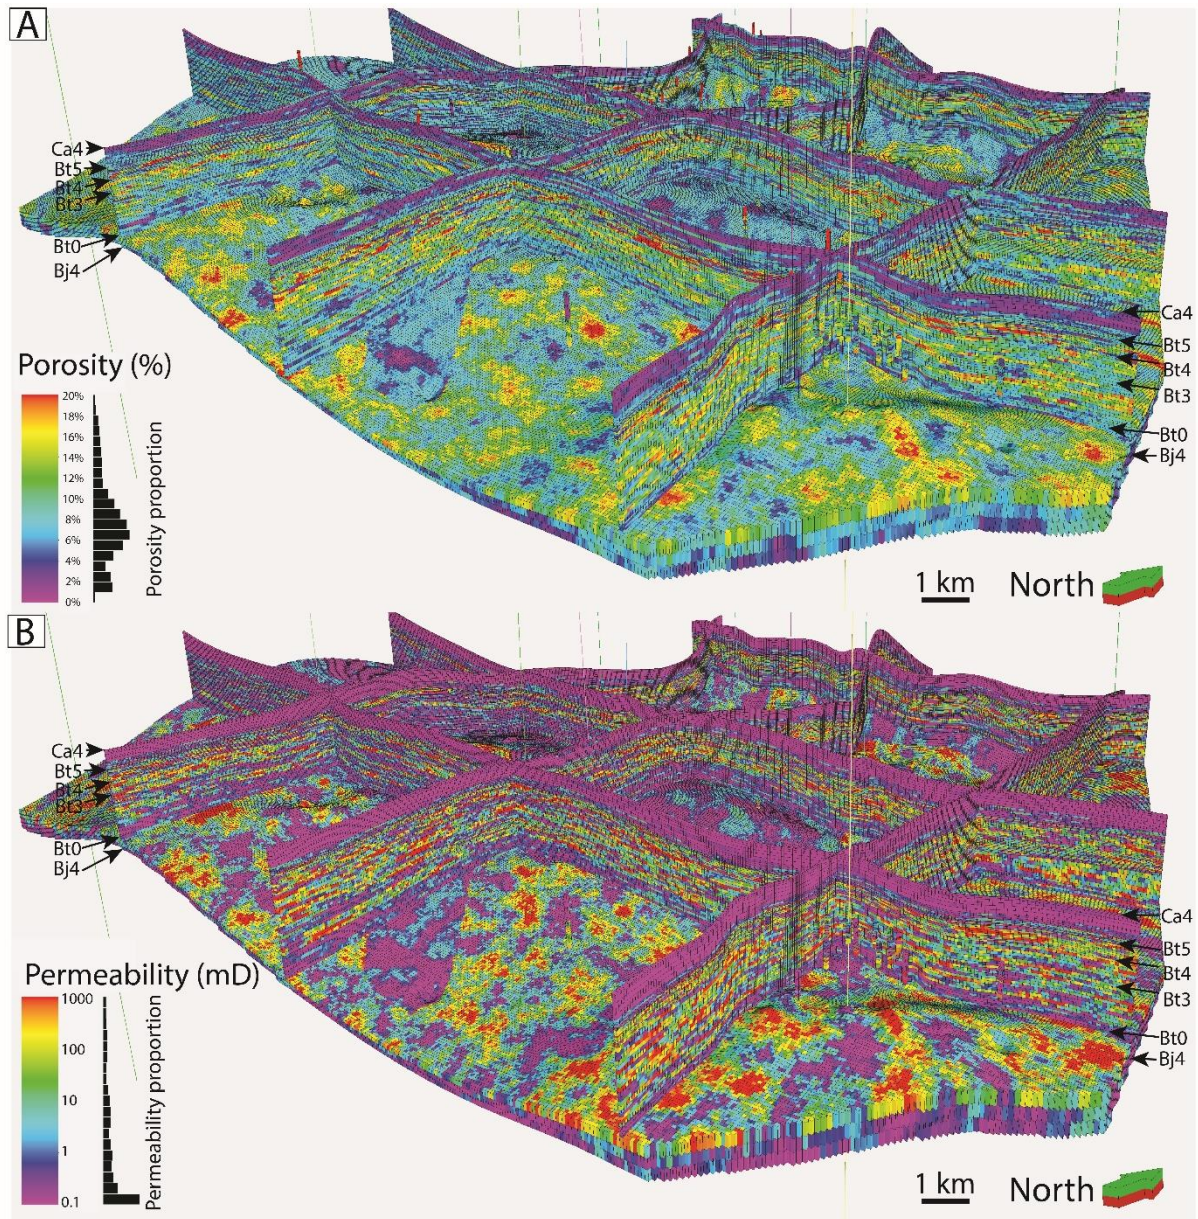 A
Ca4
Bt5
Bt4
Bt3
Bt0
Bj4
Ca4
Bt5
Bt4
Bt3
Bt0
Bj4
Porosity (%)
20%
18%
16%
14%
12%
10%
8%
6%
4%
2%
0%
Porosity proportion
1 km
North
B
Ca4
Bt5
Bt4
Bt3
Bt0
Bj4
Ca4
Bt5
Bt4
Bt3
Bt0
Bj4
Permeability (mD)
1000
100
10
1
0.1
Permeability proportion
1 km
North